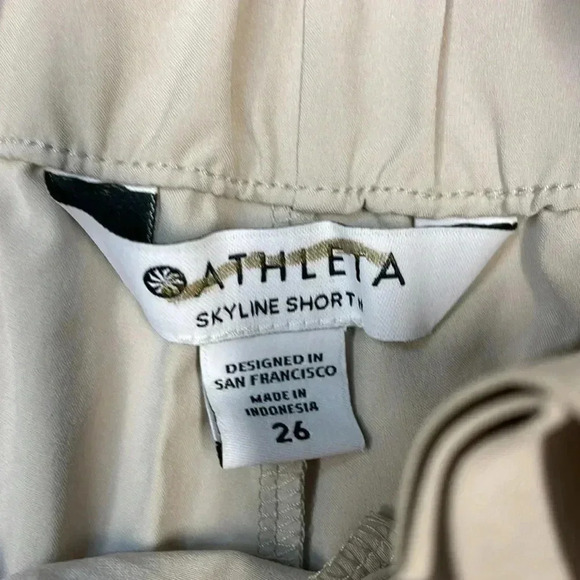 ATHLETA
SKYLINE SHORT
DESIGNED IN
SAN FRANCISCO
MADE IN
INDONESIA
26